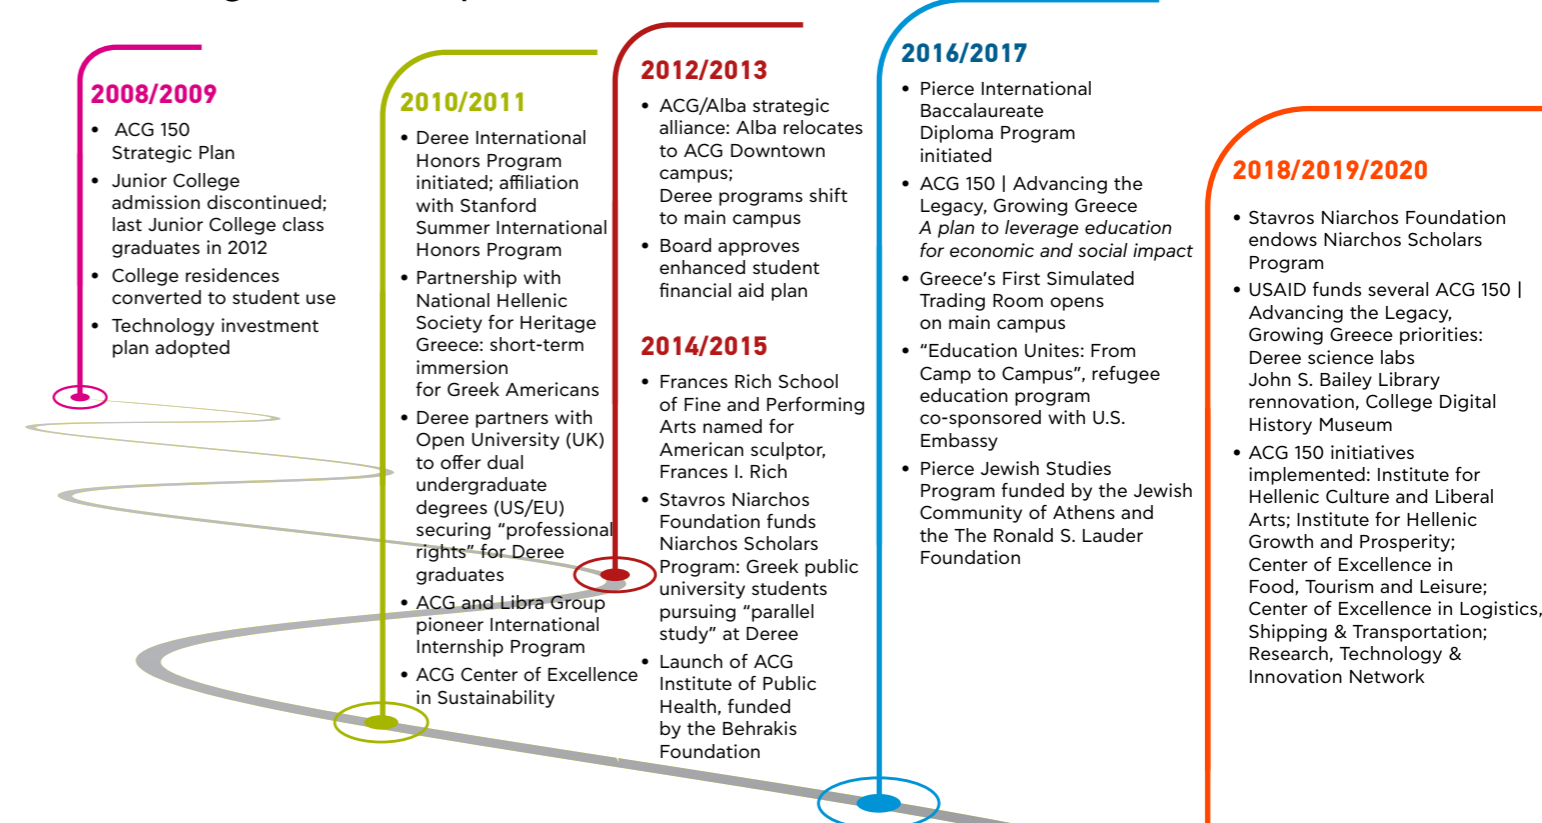 2008/2009
• ACG 150
Strategic Plan
• Junior College
admission discontinued;
last Junior College class
graduates in 2012
• College residences
converted to student use
• Technology investment
plan adopted
2010/2011
• Deree International
Honors Program
initiated; affiliation
with Stanford
Summer International
Honors Program
• Partnership with
National Hellenic
Society for Heritage
Greece: short-term
immersion
for Greek Americans
• Deree partners with
Open University (UK)
to offer dual
undergraduate
degrees (US/EU)
securing “professional
rights” for Deree
graduates
• ACG and Libra Group
pioneer International
Internship Program
• ACG Center of Excellence
in Sustainability
2012/2013
• ACG/Alba strategic
alliance: Alba relocates
to ACG Downtown
campus;
Deree programs shift
to main campus
• Board approves
enhanced student
financial aid plan
2014/2015
• Frances Rich School
of Fine and Performing
Arts named for
American sculptor,
Frances I. Rich
• Stavros Niarchos
Foundation funds
Niarchos Scholars
Program: Greek public
university students
pursuing “parallel
study” at Deree
• Launch of ACG
Institute of Public
Health, funded
by the Behrakis
Foundation
2016/2017
• Pierce International
Baccalaureate
Diploma Program
initiated
• ACG 150 | Advancing the
Legacy, Growing Greece
A plan to leverage education
for economic and social impact
• Greece’s First Simulated
Trading Room opens
on main campus
• “Education Unites: From
Camp to Campus”, refugee
education program
co-sponsored with U.S.
Embassy
• Pierce Jewish Studies
Program funded by the Jewish
Community of Athens and
the The Ronald S. Lauder
Foundation
2018/2019/2020
• Stavros Niarchos Foundation
endows Niarchos Scholars
Program
• USAID funds several ACG 150 |
Advancing the Legacy,
Growing Greece priorities:
Deree science labs
John S. Bailey Library
rennovation, College Digital
History Museum
• ACG 150 initiatives
implemented: Institute for
Hellenic Culture and Liberal
Arts; Institute for Hellenic
Growth and Prosperity;
Center of Excellence in
Food, Tourism and Leisure;
Center of Excellence in Logistics,
Shipping & Transportation;
Research, Technology &
Innovation Network